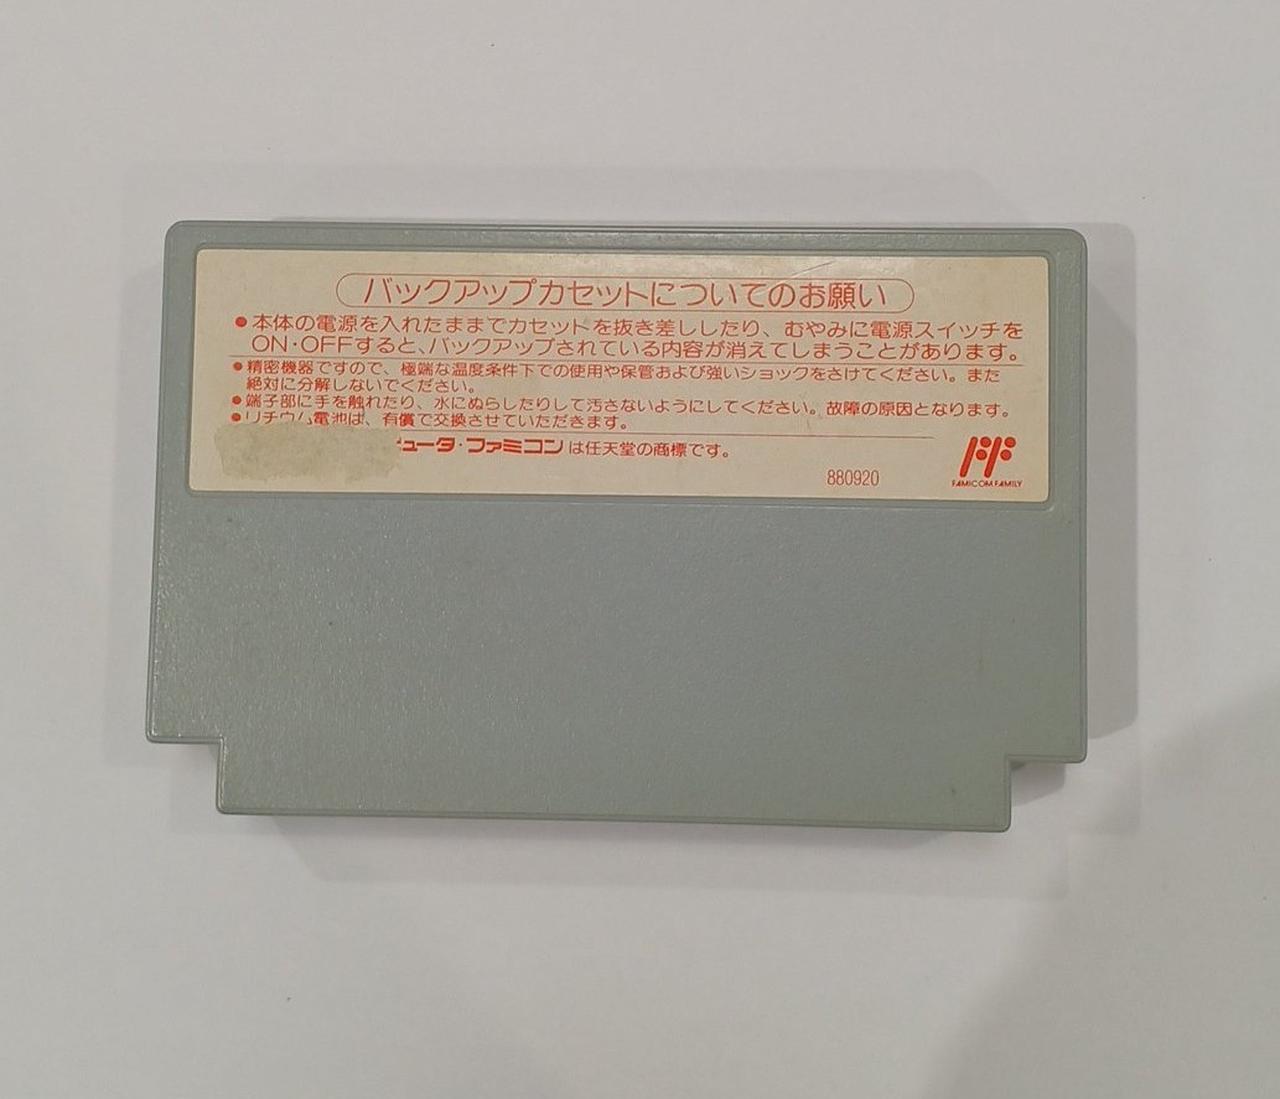 バックアップカセットについてのお願い
●本体の電源を入れたままでカセットを抜き差ししたり、むやみに電源スイッチを
ON・OFFすると、バックアップされている内容が消えてしまうことがあります。
●精密機器ですので、極端な温度条件下での使用や保管および強いショックをさけてください。また
絶対に分解しないでください。
●端子部に手を触れたり、水にぬらしたりして汚さないようにしてください。故障の原因となります。
●リチウム電池は、有償で交換させていただきます。
ュータ・ファミコンは任天堂の商標です。
880920
FAMICOM FAMILY